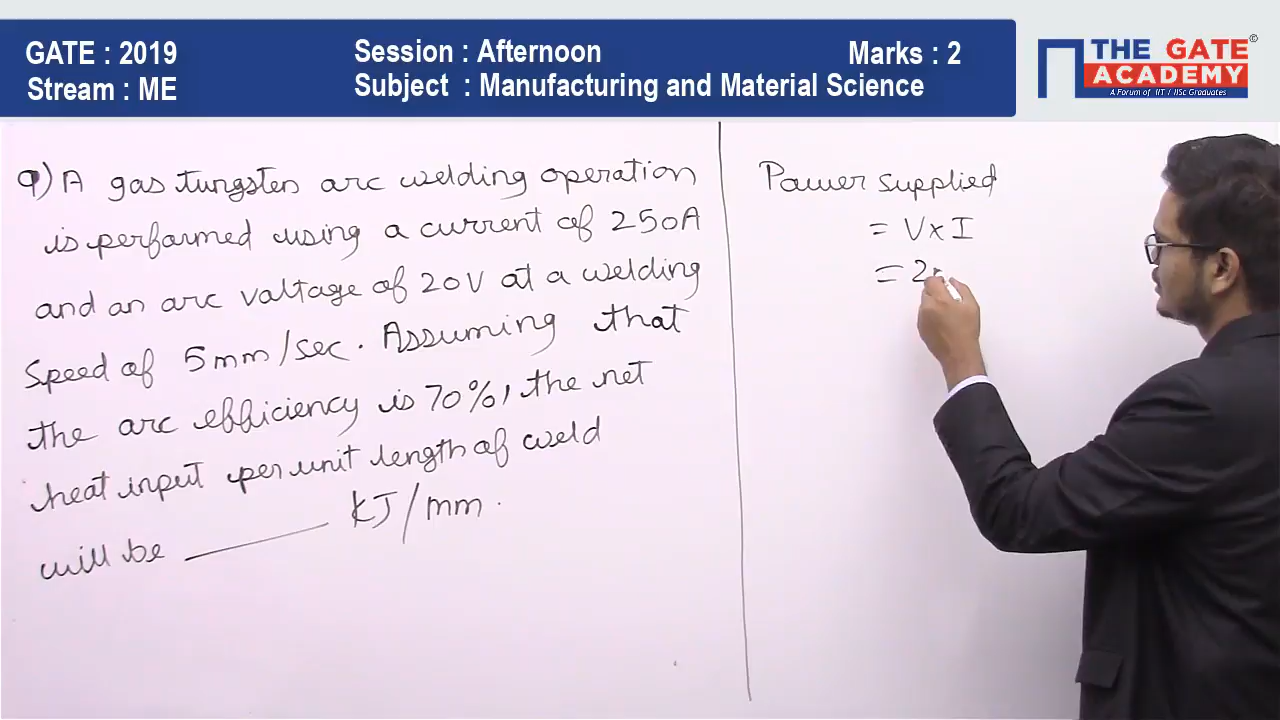 GATE : 2019
Stream : ME
Session : Afternoon
Subject : Manufacturing and Material Science
Marks : 2
THE GATE
ACADEMY
©
A Forum of IIT / IISc Graduates
9) A gas tungsten arc welding operation
is performed using a current of 250A
and an arc voltage of 20V at a welding
Speed of 5mm/sec. Assuming that
the arc efficiency is 70%, the net
heat input per unit length of weld
will be ______ kJ/mm.
Power supplied
= V x I
= 2